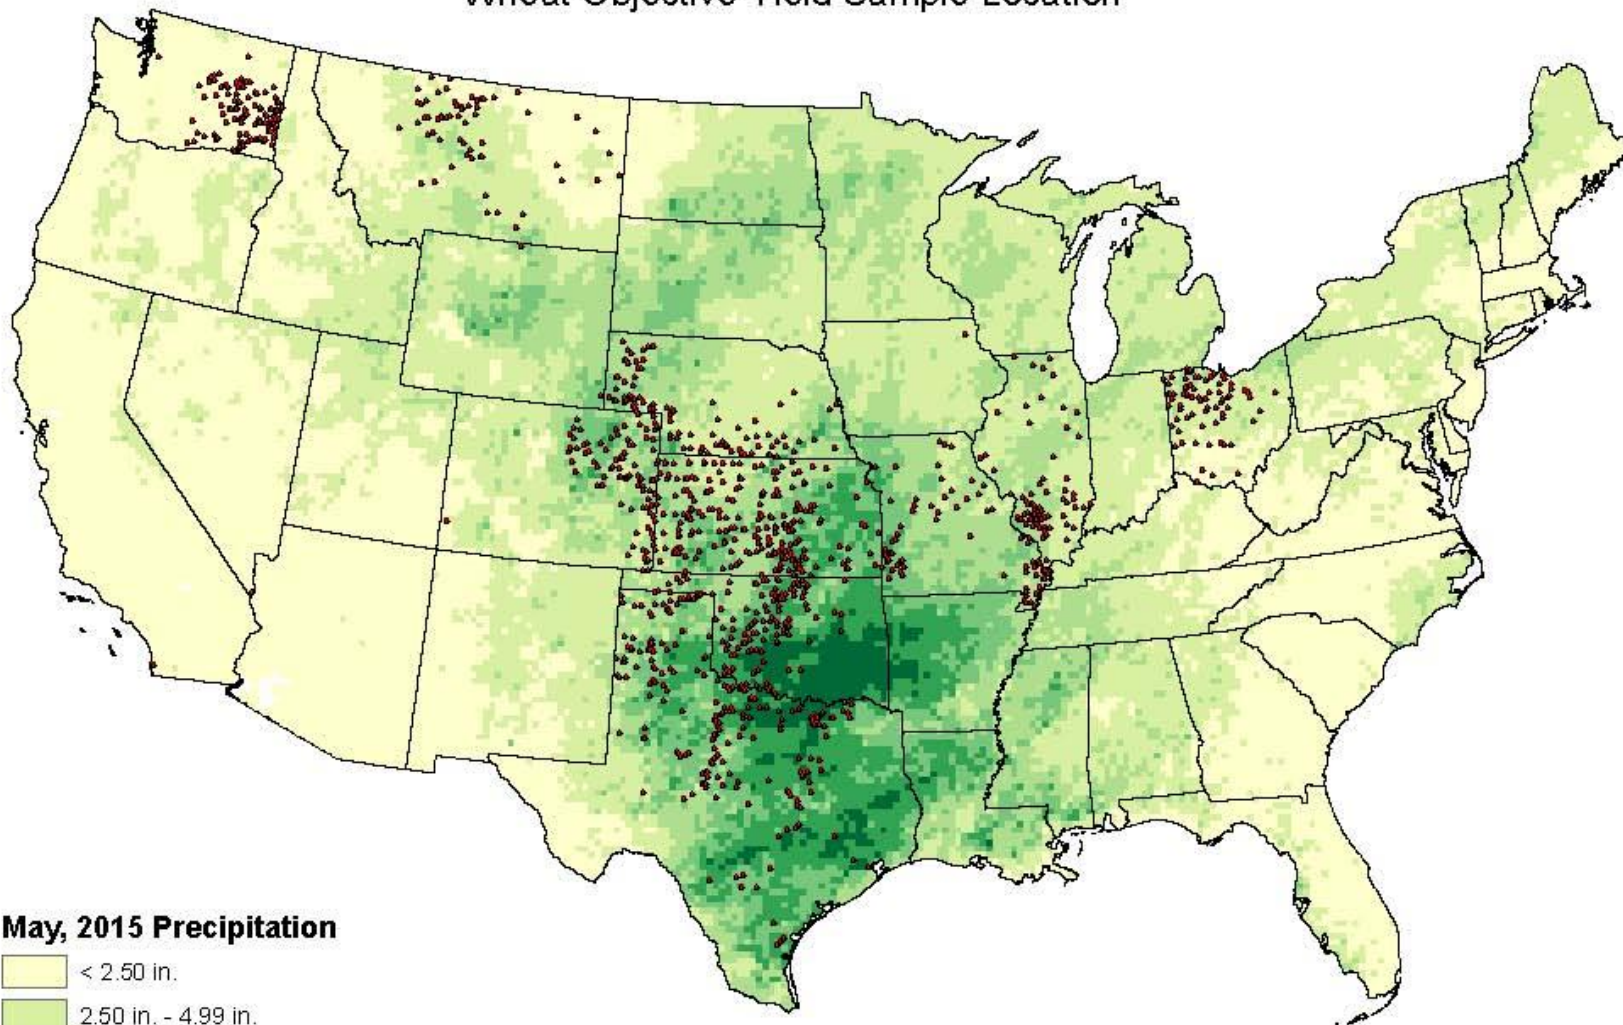 Wheat Objective Yield Sample Location
May, 2015 Precipitation
< 2.50 in.
2.50 in. - 4.99 in.